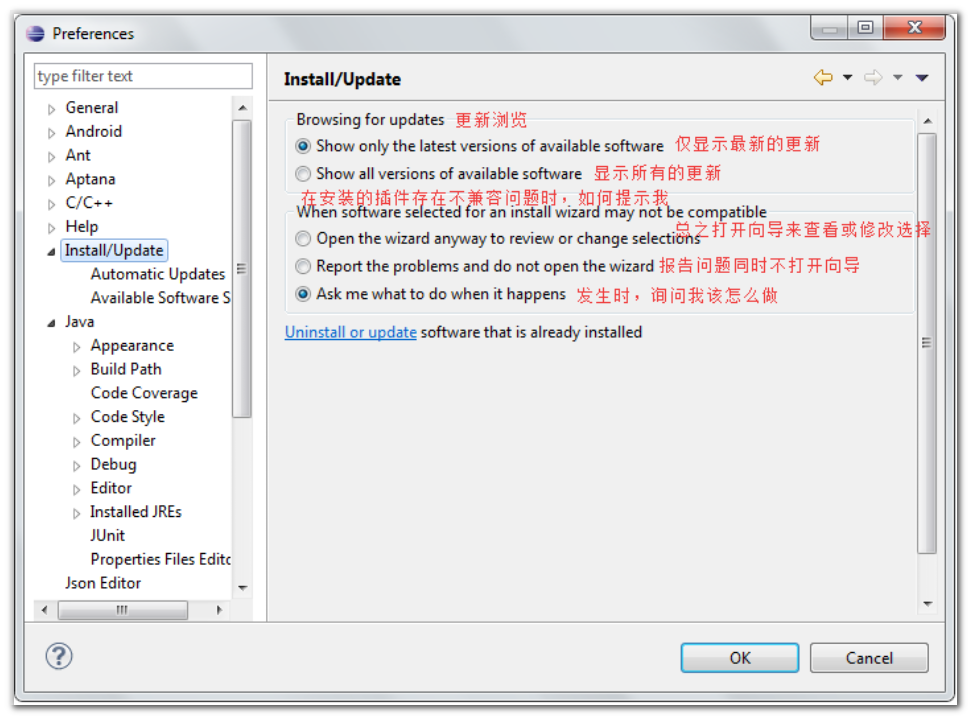 Preferences
type filter text
General
Android
Ant
Aptana
C/C++
Help
Install/Update
Automatic Updates
Available Software S
Java
Appearance
Build Path
Code Coverage
Code Style
Compiler
Debug
Editor
Installed JREs
JUnit
Properties Files Edito
Json Editor
Install/Update
Browsing for updates 更新浏览
Show only the latest versions of available software 仅显示最新的更新
Show all versions of available software 显示所有的更新
在安装的插件存在不兼容问题时，如何提示我
When software selected for an install wizard may not be compatible
总之打开向导来查看或修改选择
Open the wizard anyway to review or change selections
Report the problems and do not open the wizard 报告问题同时不打开向导
Ask me what to do when it happens 发生时，询问我该怎么做
Uninstall or update software that is already installed
?
OK
Cancel